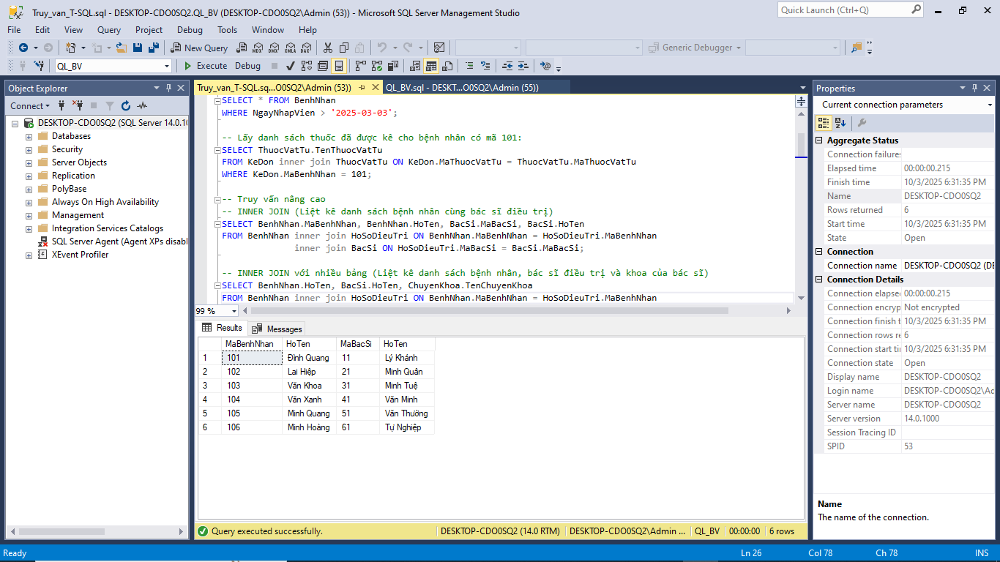 Truy_van_T-SQL.sql - DESKTOP-CDO0SQ2.QL_BV (DESKTOP-CDO0SQ2\Admin (53)) - Microsoft SQL Server Management Studio
Quick Launch (Ctrl+Q)
File Edit View Query Project Debug Tools Window Help
New Query
MDX DMX XMLA DAX
Generic Debugger
QL_BV
Execute Debug
Object Explorer
Connect
DESKTOP-CDO0SQ2 (SQL Server 14.0.10
Databases
Security
Server Objects
Replication
PolyBase
Always On High Availability
Management
Integration Services Catalogs
SQL Server Agent (Agent XPs disabl
XEvent Profiler
Truy_van_T-SQL.sq...O0SQ2\Admin (53)) QL_BV.sql - DESKT...O0SQ2\Admin (55))
SELECT * FROM BenhNhan
WHERE NgayNhapVien > '2025-03-03';
-- Lấy danh sách thuốc đã được kê cho bệnh nhân có mã 101:
SELECT ThuocVatTu.TenThuocVatTu
FROM KeDon inner join ThuocVatTu ON KeDon.MaThuocVatTu = ThuocVatTu.MaThuocVatTu
WHERE KeDon.MaBenhNhan = 101;
-- Truy vấn nâng cao
-- INNER JOIN (Liệt kê danh sách bệnh nhân cùng bác sĩ điều trị)
SELECT BenhNhan.MaBenhNhan, BenhNhan.HoTen, BacSi.MaBacSi, BacSi.HoTen
FROM BenhNhan inner join HoSoDieuTri ON BenhNhan.MaBenhNhan = HoSoDieuTri.MaBenhNhan
inner join BacSi ON HoSoDieuTri.MaBacSi = BacSi.MaBacSi;
-- INNER JOIN với nhiều bảng (Liệt kê danh sách bệnh nhân, bác sĩ điều trị và khoa của bác sĩ)
SELECT BenhNhan.HoTen, BacSi.HoTen, ChuyenKhoa.TenChuyenKhoa
FROM BenhNhan inner join HoSoDieuTri ON BenhNhan.MaBenhNhan = HoSoDieuTri.MaBenhNhan
99 %
Results Messages
MaBenhNhan HoTen MaBacSi HoTen
1 101 Đình Quang 11 Lý Khánh
2 102 Lai Hiệp 21 Minh Quân
3 103 Văn Khoa 31 Minh Tuệ
4 104 Văn Xanh 41 Văn Minh
5 105 Minh Quang 51 Văn Thường
6 106 Minh Hoàng 61 Tự Nghiệp
Query executed successfully. DESKTOP-CDO0SQ2 (14.0 RTM) DESKTOP-CDO0SQ2\Admin ... QL_BV 00:00:00 6 rows
Properties
Current connection parameters
Aggregate Status
Connection failures
Elapsed time 00:00:00.215
Finish time 10/3/2025 6:31:35 PM
Name DESKTOP-CDO0SQ2
Rows returned 6
Start time 10/3/2025 6:31:35 PM
State Open
Connection
Connection name DESKTOP-CDO0SQ2 (DE
Connection Details
Connection elapse 00:00:00.215
Connection encryp Not encrypted
Connection finish t 10/3/2025 6:31:35 PM
Connection rows re 6
Connection start tir 10/3/2025 6:31:35 PM
Connection state Open
Display name DESKTOP-CDO0SQ2
Login name DESKTOP-CDO0SQ2\Ad
Server name DESKTOP-CDO0SQ2
Server version 14.0.1000
Session Tracing ID
SPID 53
Name
The name of the connection.
Ready Ln 26 Col 78 Ch 78 INS